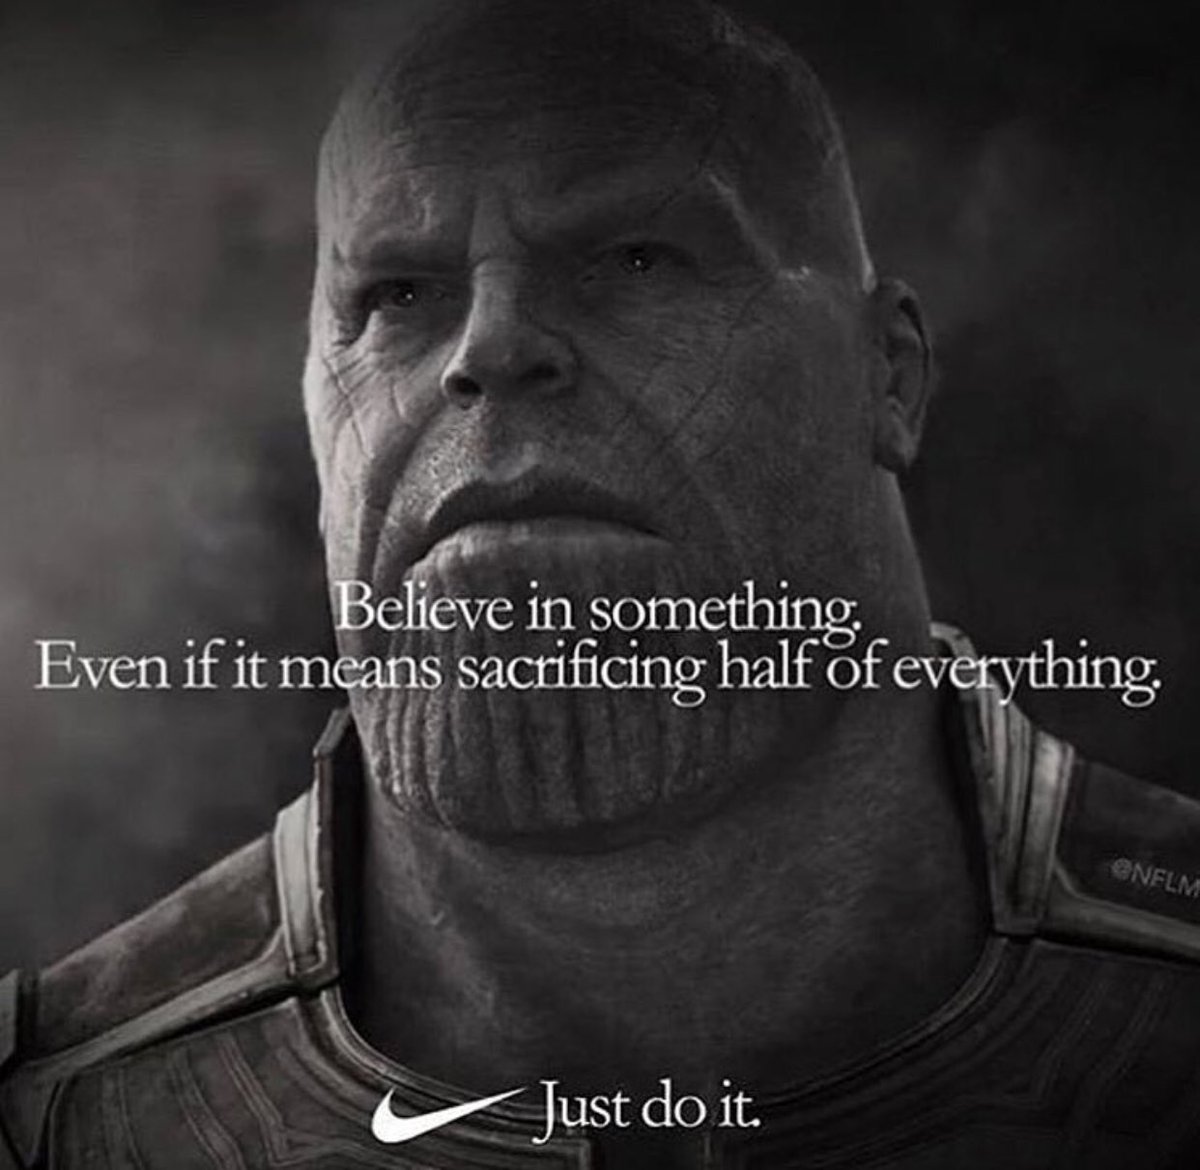 Believe in something.
Even if it means sacrificing half of everything.
@NFLM
Just do it.